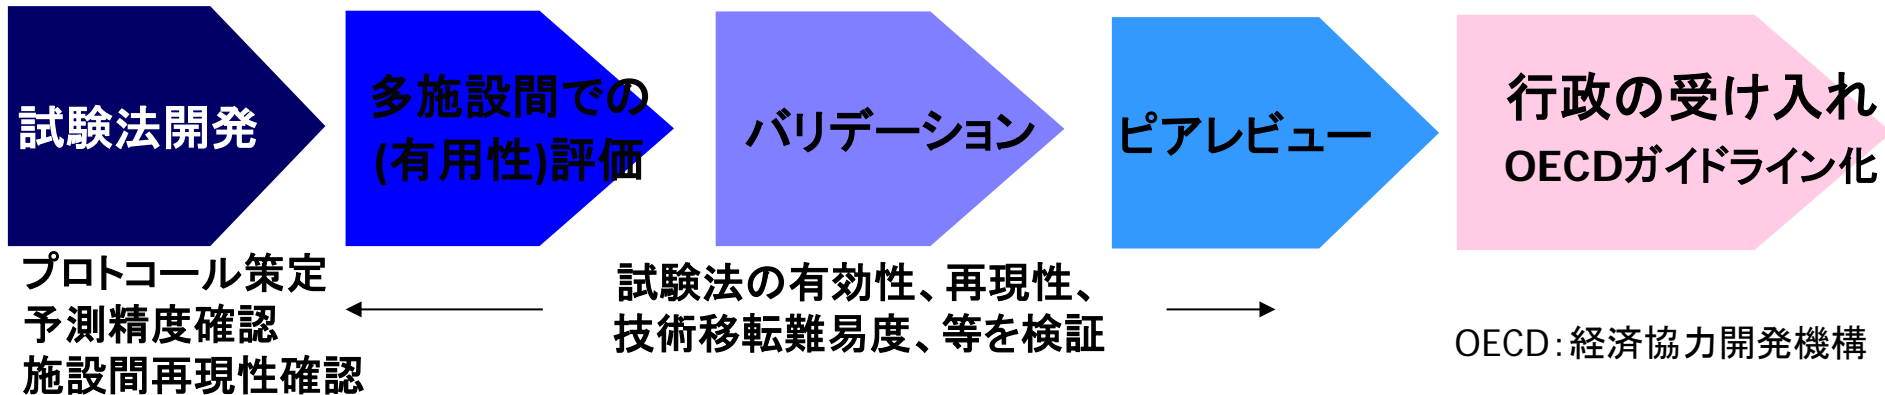 試験法開発
多施設間での
(有用性)評価
バリデーション
ピアレビュー
行政の受け入れ
OECDガイドライン化
プロトコール策定
予測精度確認
施設間再現性確認
試験法の有効性、再現性、
技術移転難易度、等を検証
OECD：経済協力開発機構